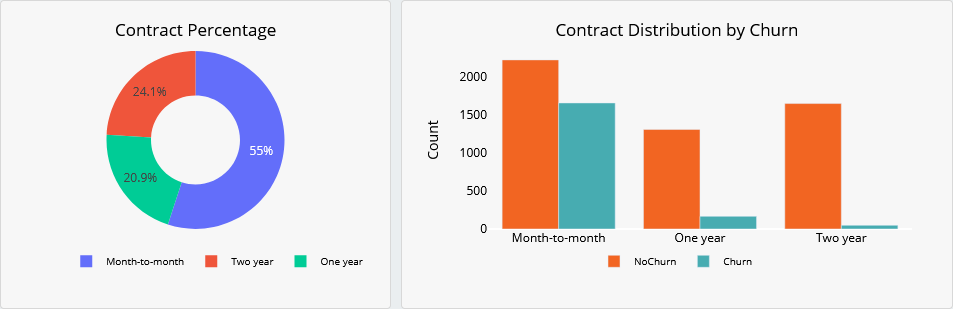 Contract Percentage
24.1%
55%
20.9%
Month-to-month Two year One year
Contract Distribution by Churn
Count
2000
1500
1000
500
0
Month-to-month One year Two year
NoChurn Churn